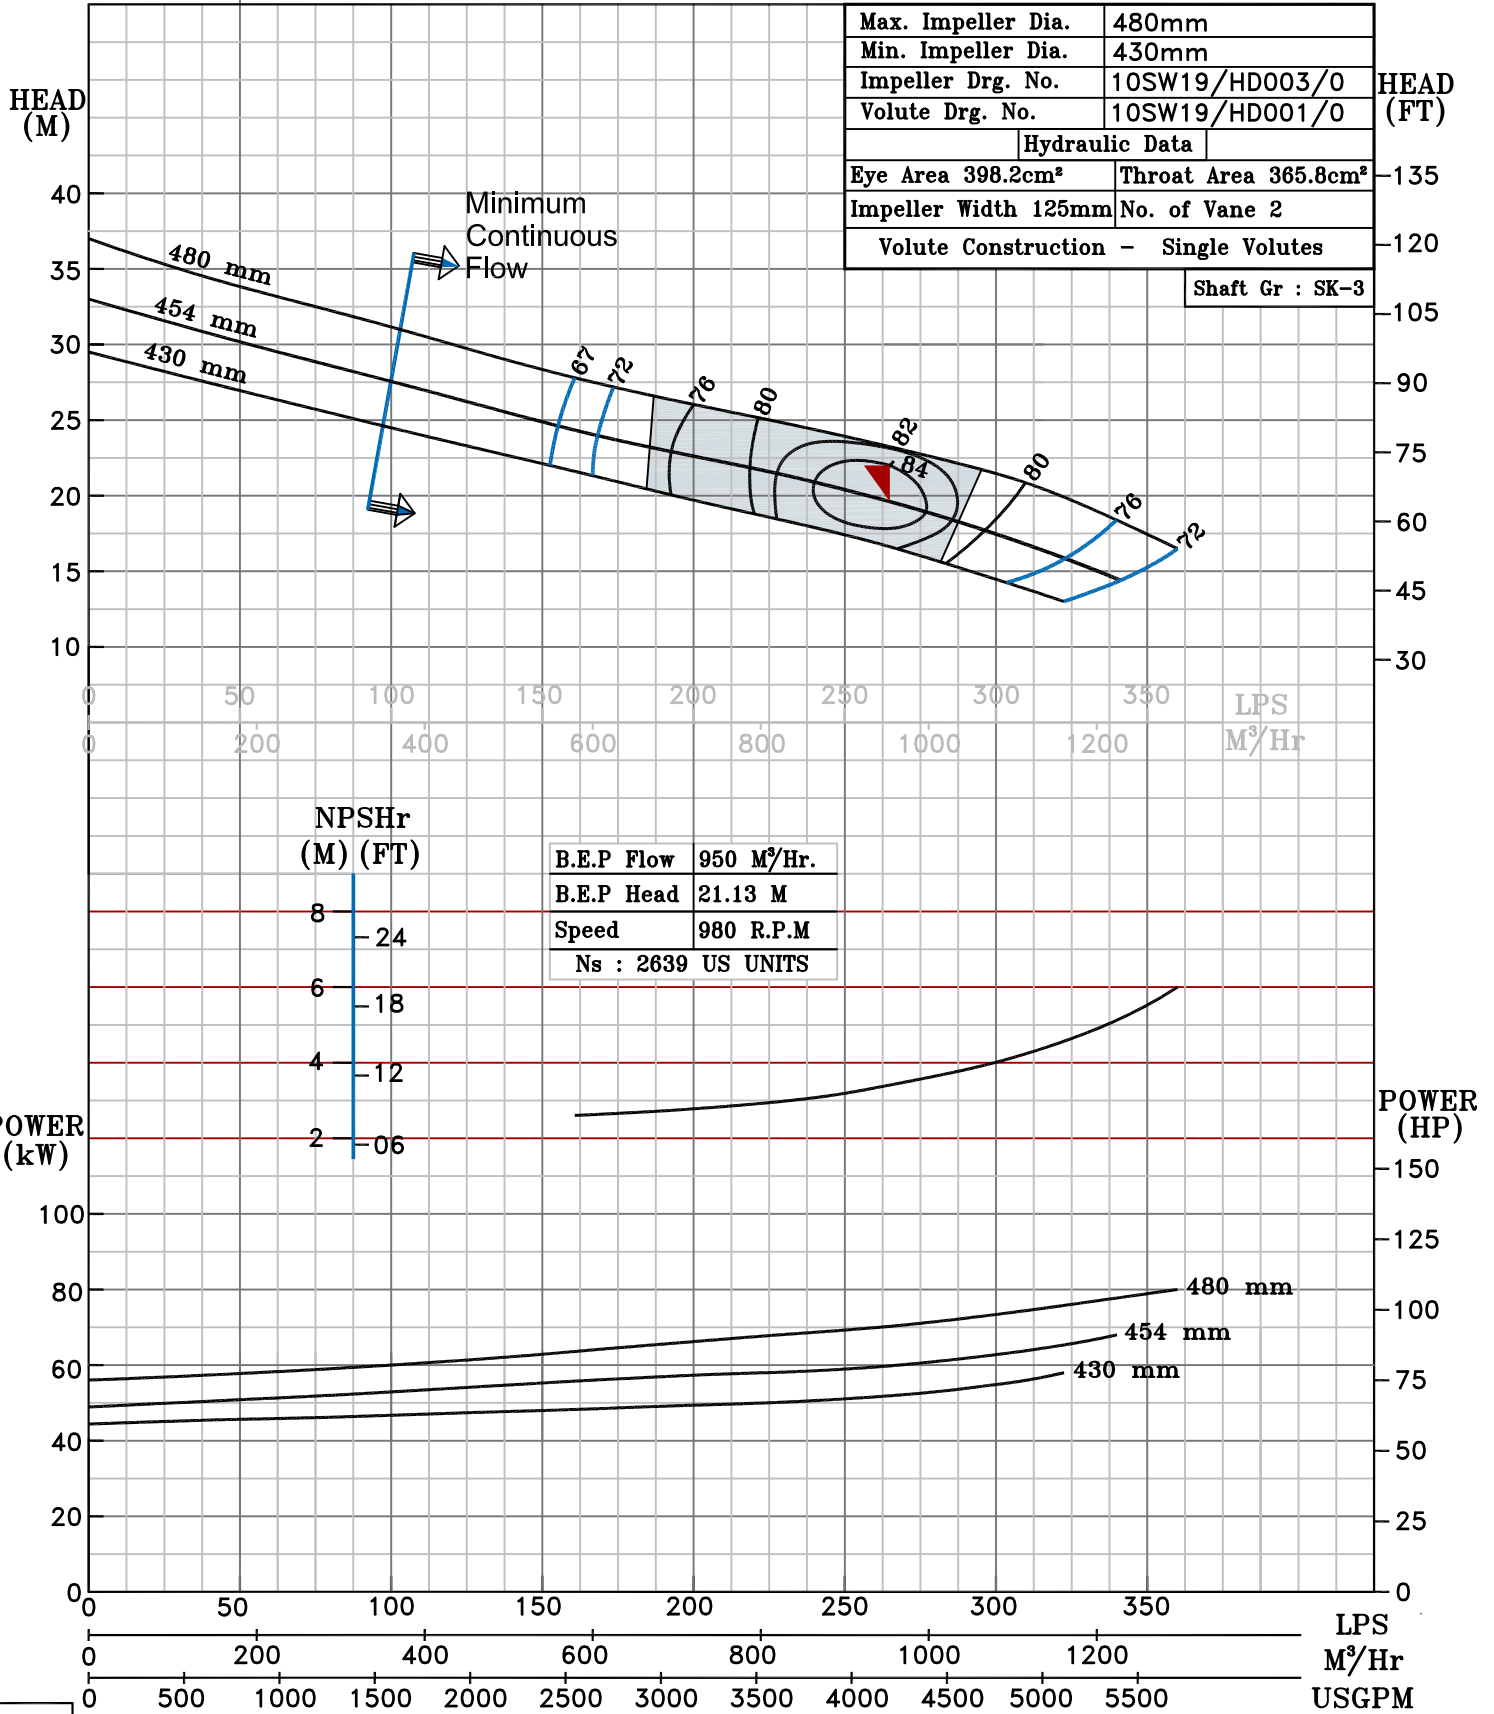 Max. Impeller Dia. 480mm
Min. Impeller Dia. 430mm
Impeller Drg. No. 10SW19/HD003/0
Volute Drg. No. 10SW19/HD001/0
Hydraulic Data
Eye Area 398.2cm² Throat Area 365.8cm²
Impeller Width 125mm No. of Vane 2
Volute Construction - Single Volutes
Shaft Gr : SK-3
HEAD
(M)
HEAD
(FT)
40
35
30
25
20
15
10
135
120
105
90
75
60
45
30
Minimum
Continuous
Flow
480 mm
454 mm
430 mm
67
72
76
80
82
84
80
76
72
0 50 100 150 200 250 300 350 LPS
0 200 400 600 800 1000 1200 M³/Hr
NPSHr
(M) (FT)
8
24
6
18
4
12
2
06
B.E.P Flow 950 M³/Hr.
B.E.P Head 21.13 M
Speed 980 R.P.M
Ns : 2639 US UNITS
POWER
(kW)
POWER
(HP)
100
80
60
40
20
0
150
125
100
75
50
25
0
480 mm
454 mm
430 mm
0 50 100 150 200 250 300 350 LPS
0 200 400 600 800 1000 1200 M³/Hr
0 500 1000 1500 2000 2500 3000 3500 4000 4500 5000 5500 USGPM